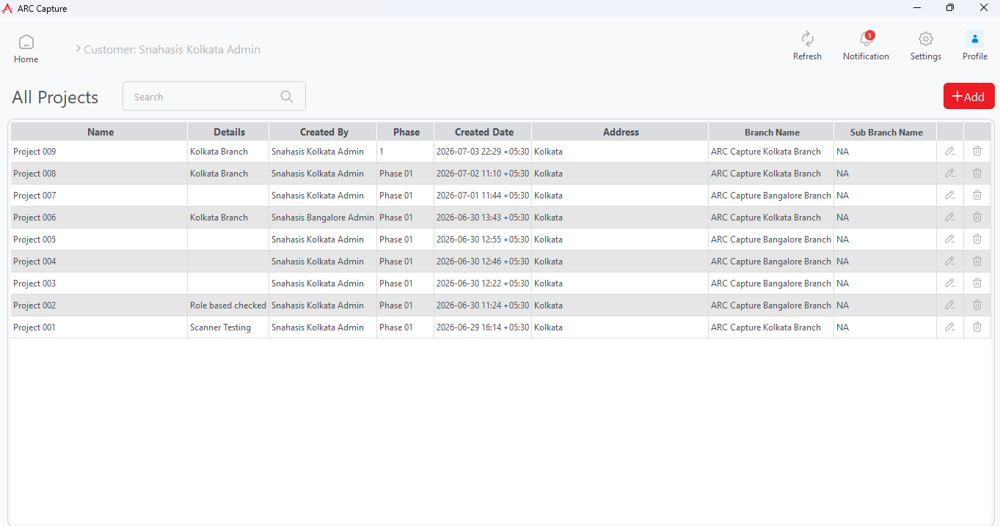 ARC Capture
Home
Customer: Snahasis Kolkata Admin
Refresh
5
Notification
Settings
Profile
All Projects
Search
+Add
Name Details Created By Phase Created Date Address Branch Name Sub Branch Name
Project 009 Kolkata Branch Snahasis Kolkata Admin 1 2026-07-03 22:29 +05:30 Kolkata ARC Capture Kolkata Branch NA
Project 008 Kolkata Branch Snahasis Kolkata Admin Phase 01 2026-07-02 11:10 +05:30 Kolkata ARC Capture Kolkata Branch NA
Project 007 Snahasis Kolkata Admin Phase 01 2026-07-01 11:44 +05:30 Kolkata ARC Capture Bangalore Branch NA
Project 006 Kolkata Branch Snahasis Bangalore Admin Phase 01 2026-06-30 13:43 +05:30 Kolkata ARC Capture Kolkata Branch NA
Project 005 Snahasis Kolkata Admin Phase 01 2026-06-30 12:55 +05:30 Kolkata ARC Capture Bangalore Branch NA
Project 004 Snahasis Kolkata Admin Phase 01 2026-06-30 12:46 +05:30 Kolkata ARC Capture Bangalore Branch NA
Project 003 Snahasis Kolkata Admin Phase 01 2026-06-30 12:22 +05:30 Kolkata ARC Capture Bangalore Branch NA
Project 002 Role based checked Snahasis Kolkata Admin Phase 01 2026-06-30 11:24 +05:30 Kolkata ARC Capture Bangalore Branch NA
Project 001 Scanner Testing Snahasis Kolkata Admin Phase 01 2026-06-29 16:14 +05:30 Kolkata ARC Capture Kolkata Branch NA